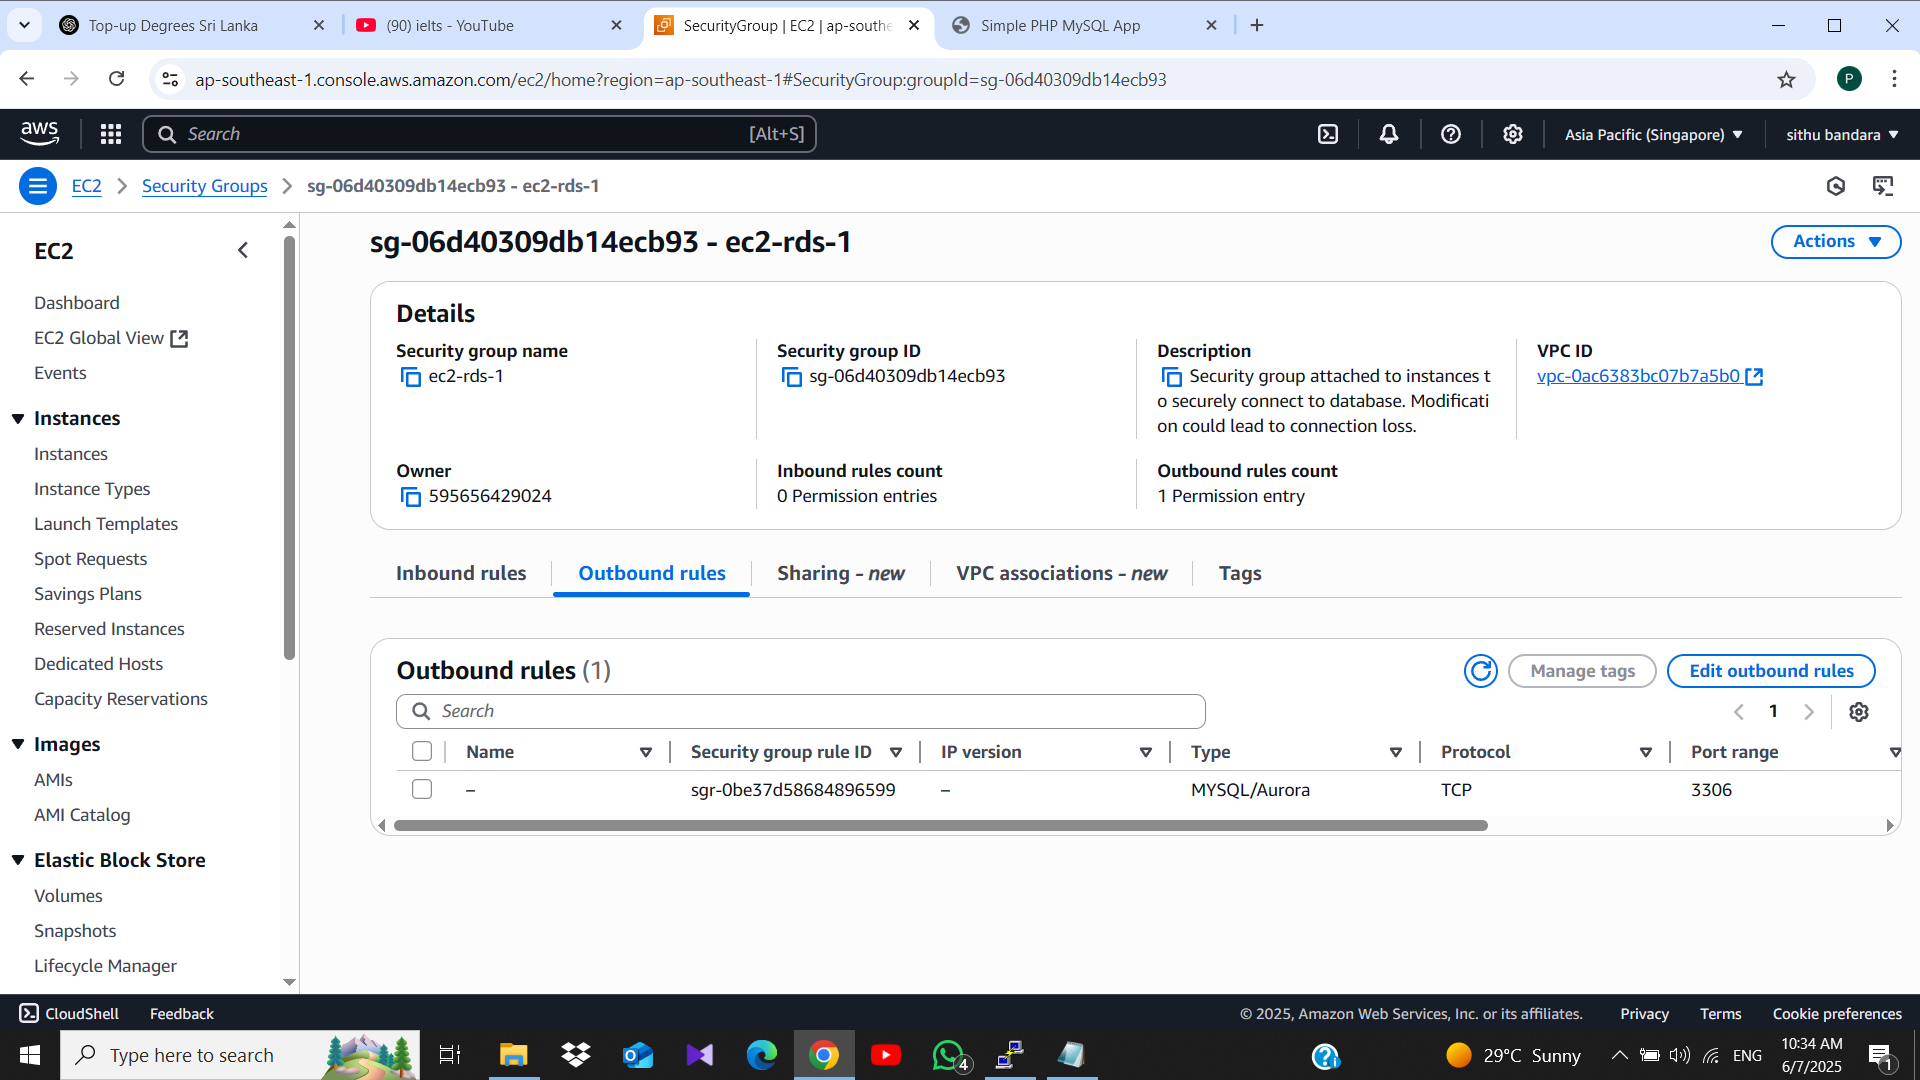 Top-up Degrees Sri Lanka
(90) ielts - YouTube
SecurityGroup | EC2 | ap-southe
Simple PHP MySQL App
ap-southeast-1.console.aws.amazon.com/ec2/home?region=ap-southeast-1#SecurityGroup:groupId=sg-06d40309db14ecb93
P
aws
Search
[Alt+S]
Asia Pacific (Singapore)
sithu bandara
EC2
Security Groups
sg-06d40309db14ecb93 - ec2-rds-1
EC2
Dashboard
EC2 Global View
Events
Instances
Instances
Instance Types
Launch Templates
Spot Requests
Savings Plans
Reserved Instances
Dedicated Hosts
Capacity Reservations
Images
AMIs
AMI Catalog
Elastic Block Store
Volumes
Snapshots
Lifecycle Manager
sg-06d40309db14ecb93 - ec2-rds-1
Actions
Details
Security group name
ec2-rds-1
Security group ID
sg-06d40309db14ecb93
Description
Security group attached to instances t
o securely connect to database. Modificati
on could lead to connection loss.
VPC ID
vpc-0ac6383bc07b7a5b0
Owner
595656429024
Inbound rules count
0 Permission entries
Outbound rules count
1 Permission entry
Inbound rules
Outbound rules
Sharing - new
VPC associations - new
Tags
Outbound rules (1)
Manage tags
Edit outbound rules
Search
1
Name
Security group rule ID
IP version
Type
Protocol
Port range
–
sgr-0be37d58684896599
–
MYSQL/Aurora
TCP
3306
CloudShell
Feedback
© 2025, Amazon Web Services, Inc. or its affiliates.
Privacy
Terms
Cookie preferences
Type here to search
4
29°C Sunny
ENG
10:34 AM
6/7/2025
1